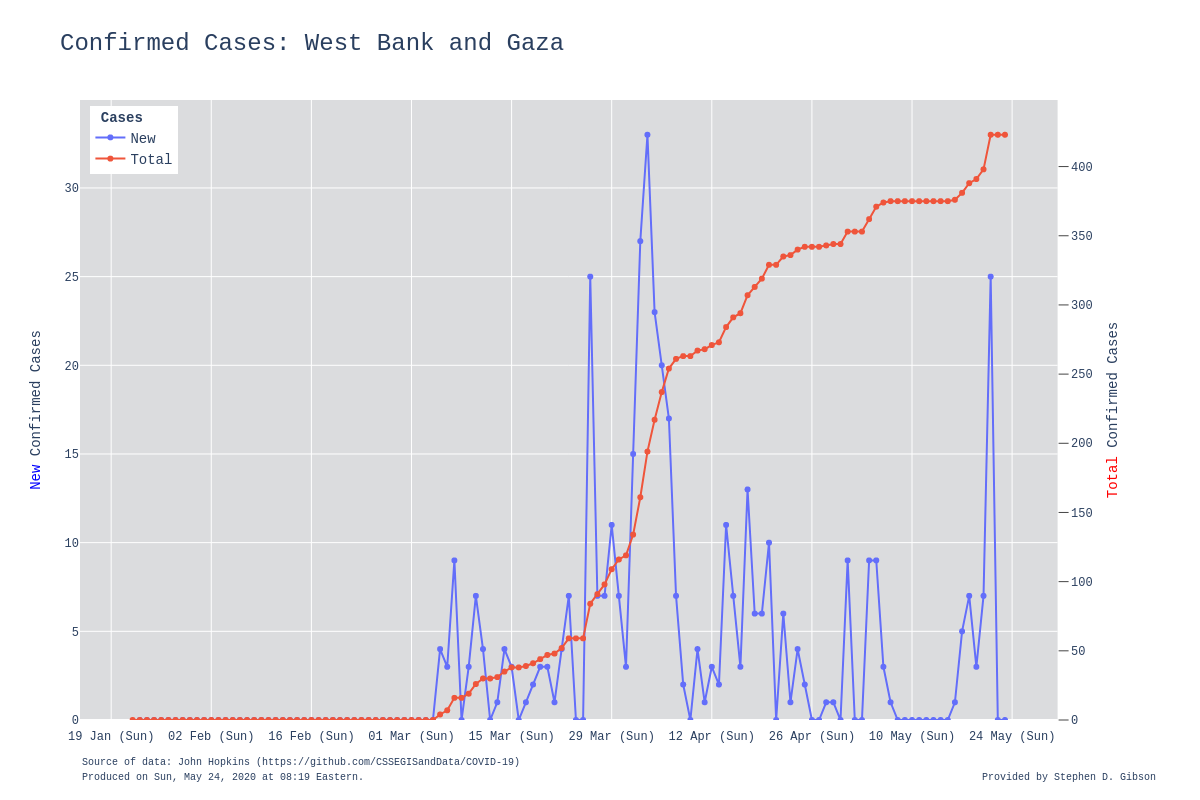 Confirmed Cases: West Bank and Gaza
Cases
New
Total
30
25
20
15
10
5
0
New Confirmed Cases
400
350
300
250
200
150
100
50
0
Total Confirmed Cases
19 Jan (Sun) 02 Feb (Sun) 16 Feb (Sun) 01 Mar (Sun) 15 Mar (Sun) 29 Mar (Sun) 12 Apr (Sun) 26 Apr (Sun) 10 May (Sun) 24 May (Sun)
Source of data: John Hopkins (https://github.com/CSSEGISandData/COVID-19)
Produced on Sun, May 24, 2020 at 08:19 Eastern.
Provided by Stephen D. Gibson